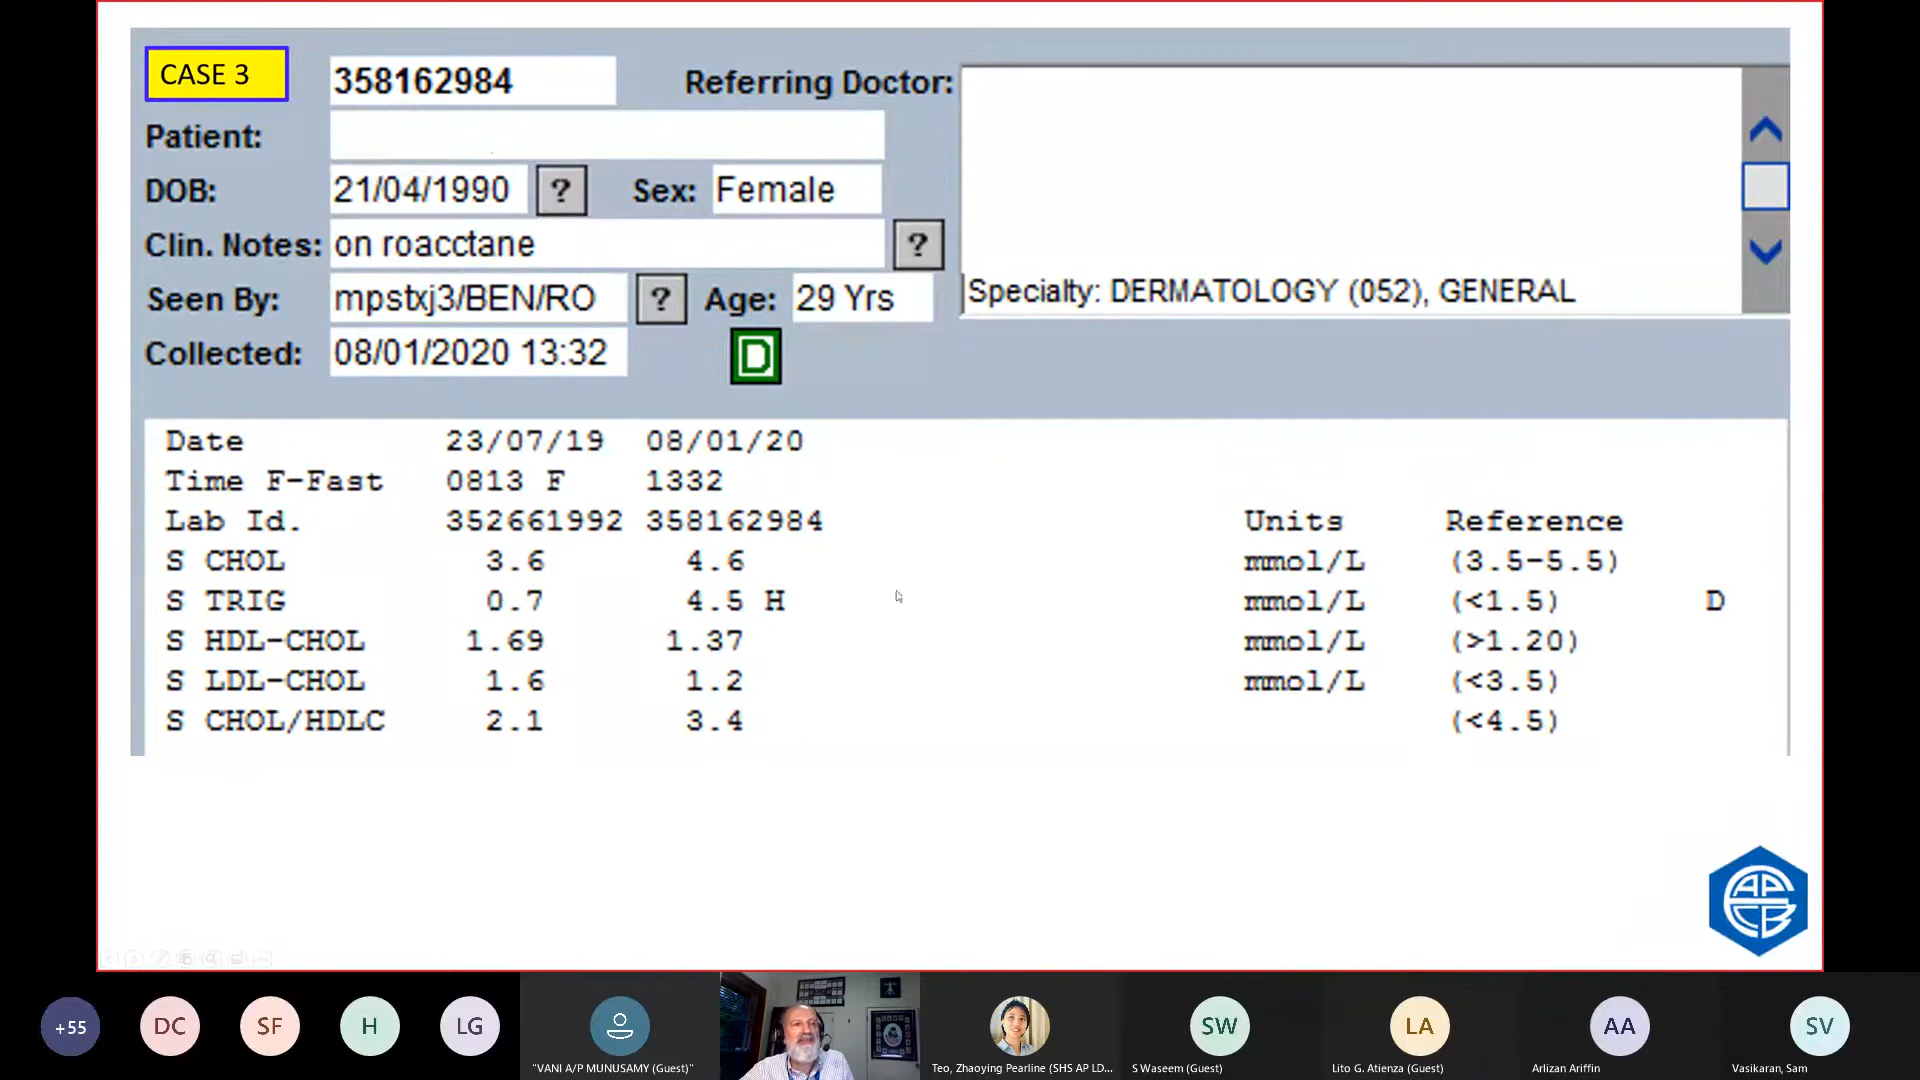 CASE 3 358162984 Referring Doctor:
Patient:
DOB: 21/04/1990 ? Sex: Female
Clin. Notes: on roacctane ?
Seen By: mpstxj3/BEN/RO ? Age: 29 Yrs
Specialty: DERMATOLOGY (052), GENERAL
Collected: 08/01/2020 13:32 D
Date 23/07/19 08/01/20
Time F-Fast 0813 F 1332
Lab Id. 352661992 358162984 Units Reference
S CHOL 3.6 4.6 mmol/L (3.5-5.5)
S TRIG 0.7 4.5 H mmol/L (<1.5) D
S HDL-CHOL 1.69 1.37 mmol/L (>1.20)
S LDL-CHOL 1.6 1.2 mmol/L (<3.5)
S CHOL/HDLC 2.1 3.4 (<4.5)
AP
CB
+55 DC SF H LG SW LA AA SV
"VANI A/P MUNUSAMY (Guest)" Teo, Zhaoying Pearline (SHS AP LD... S Waseem (Guest) Lito G. Atienza (Guest) Arlizan Ariffin Vasikaran, Sam